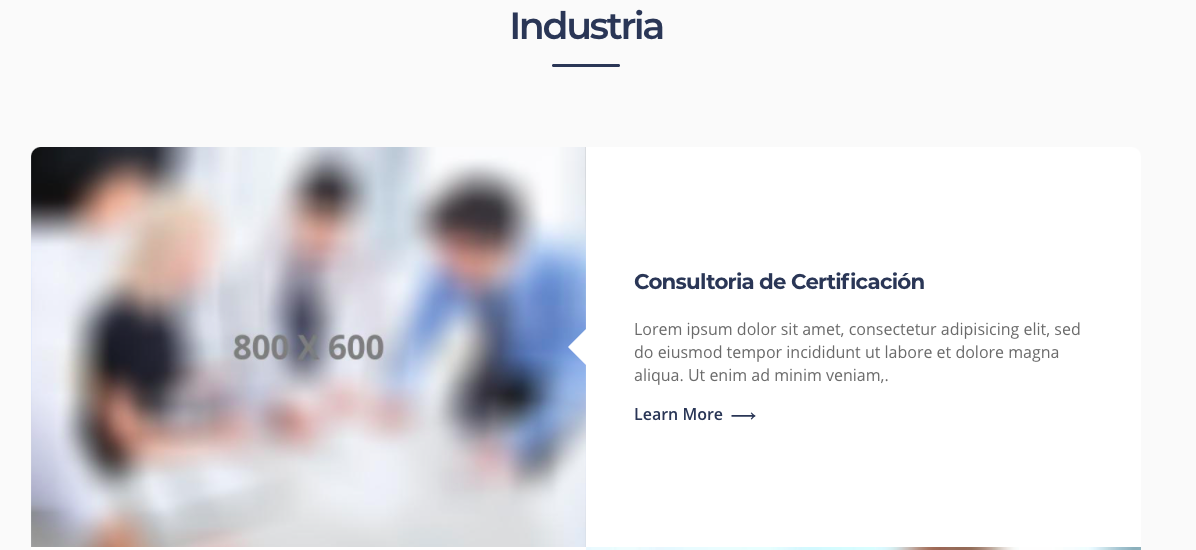 Industria
800 X 600
Consultoria de Certificación
Lorem ipsum dolor sit amet, consectetur adipisicing elit, sed
do eiusmod tempor incididunt ut labore et dolore magna
aliqua. Ut enim ad minim veniam,.
Learn More ⟶